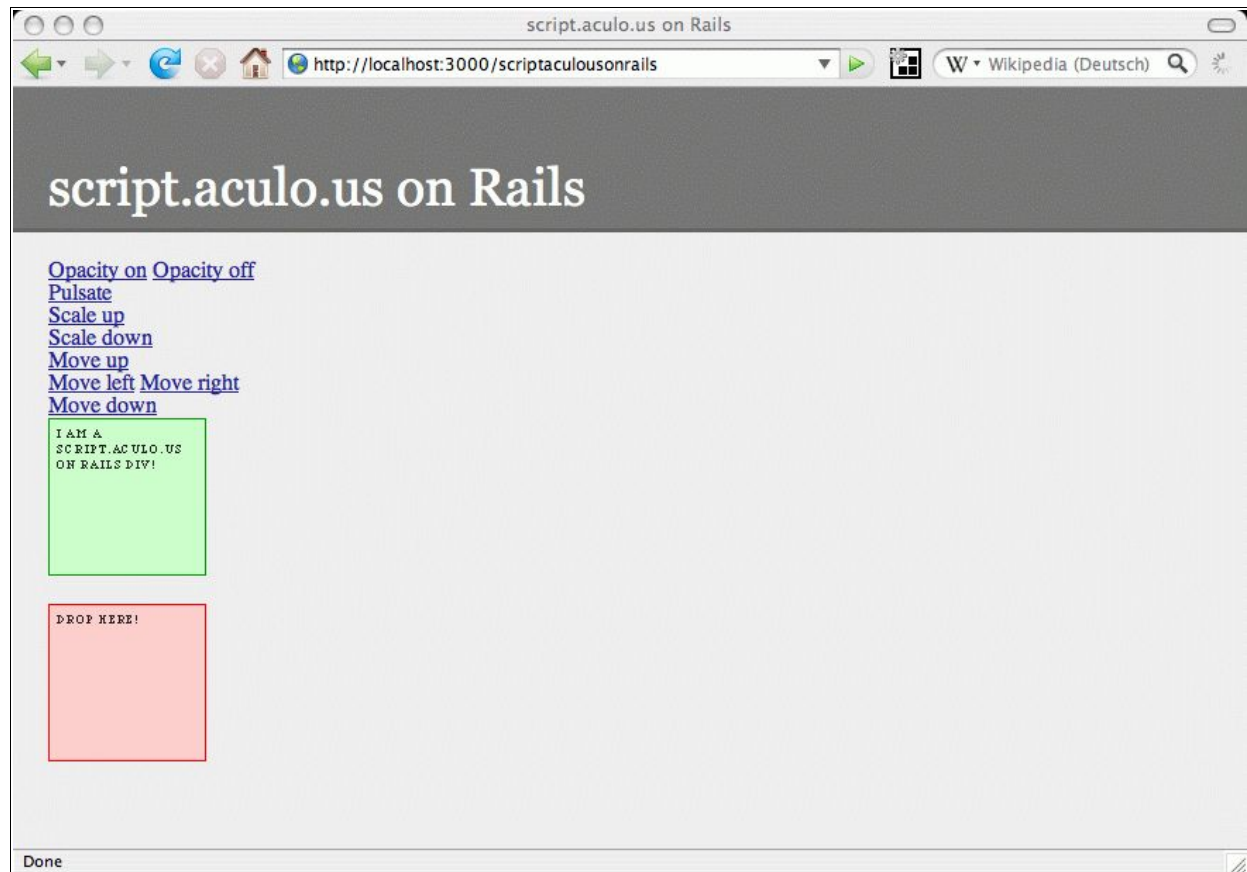 script.aculo.us on Rails
http://localhost:3000/scriptaculousonrails
W Wikipedia (Deutsch)
script.aculo.us on Rails
Opacity on Opacity off
Pulsate
Scale up
Scale down
Move up
Move left Move right
Move down
I AM A
SCRIPT.ACULO.US
ON RAILS DIV!
DROP HERE!
Done